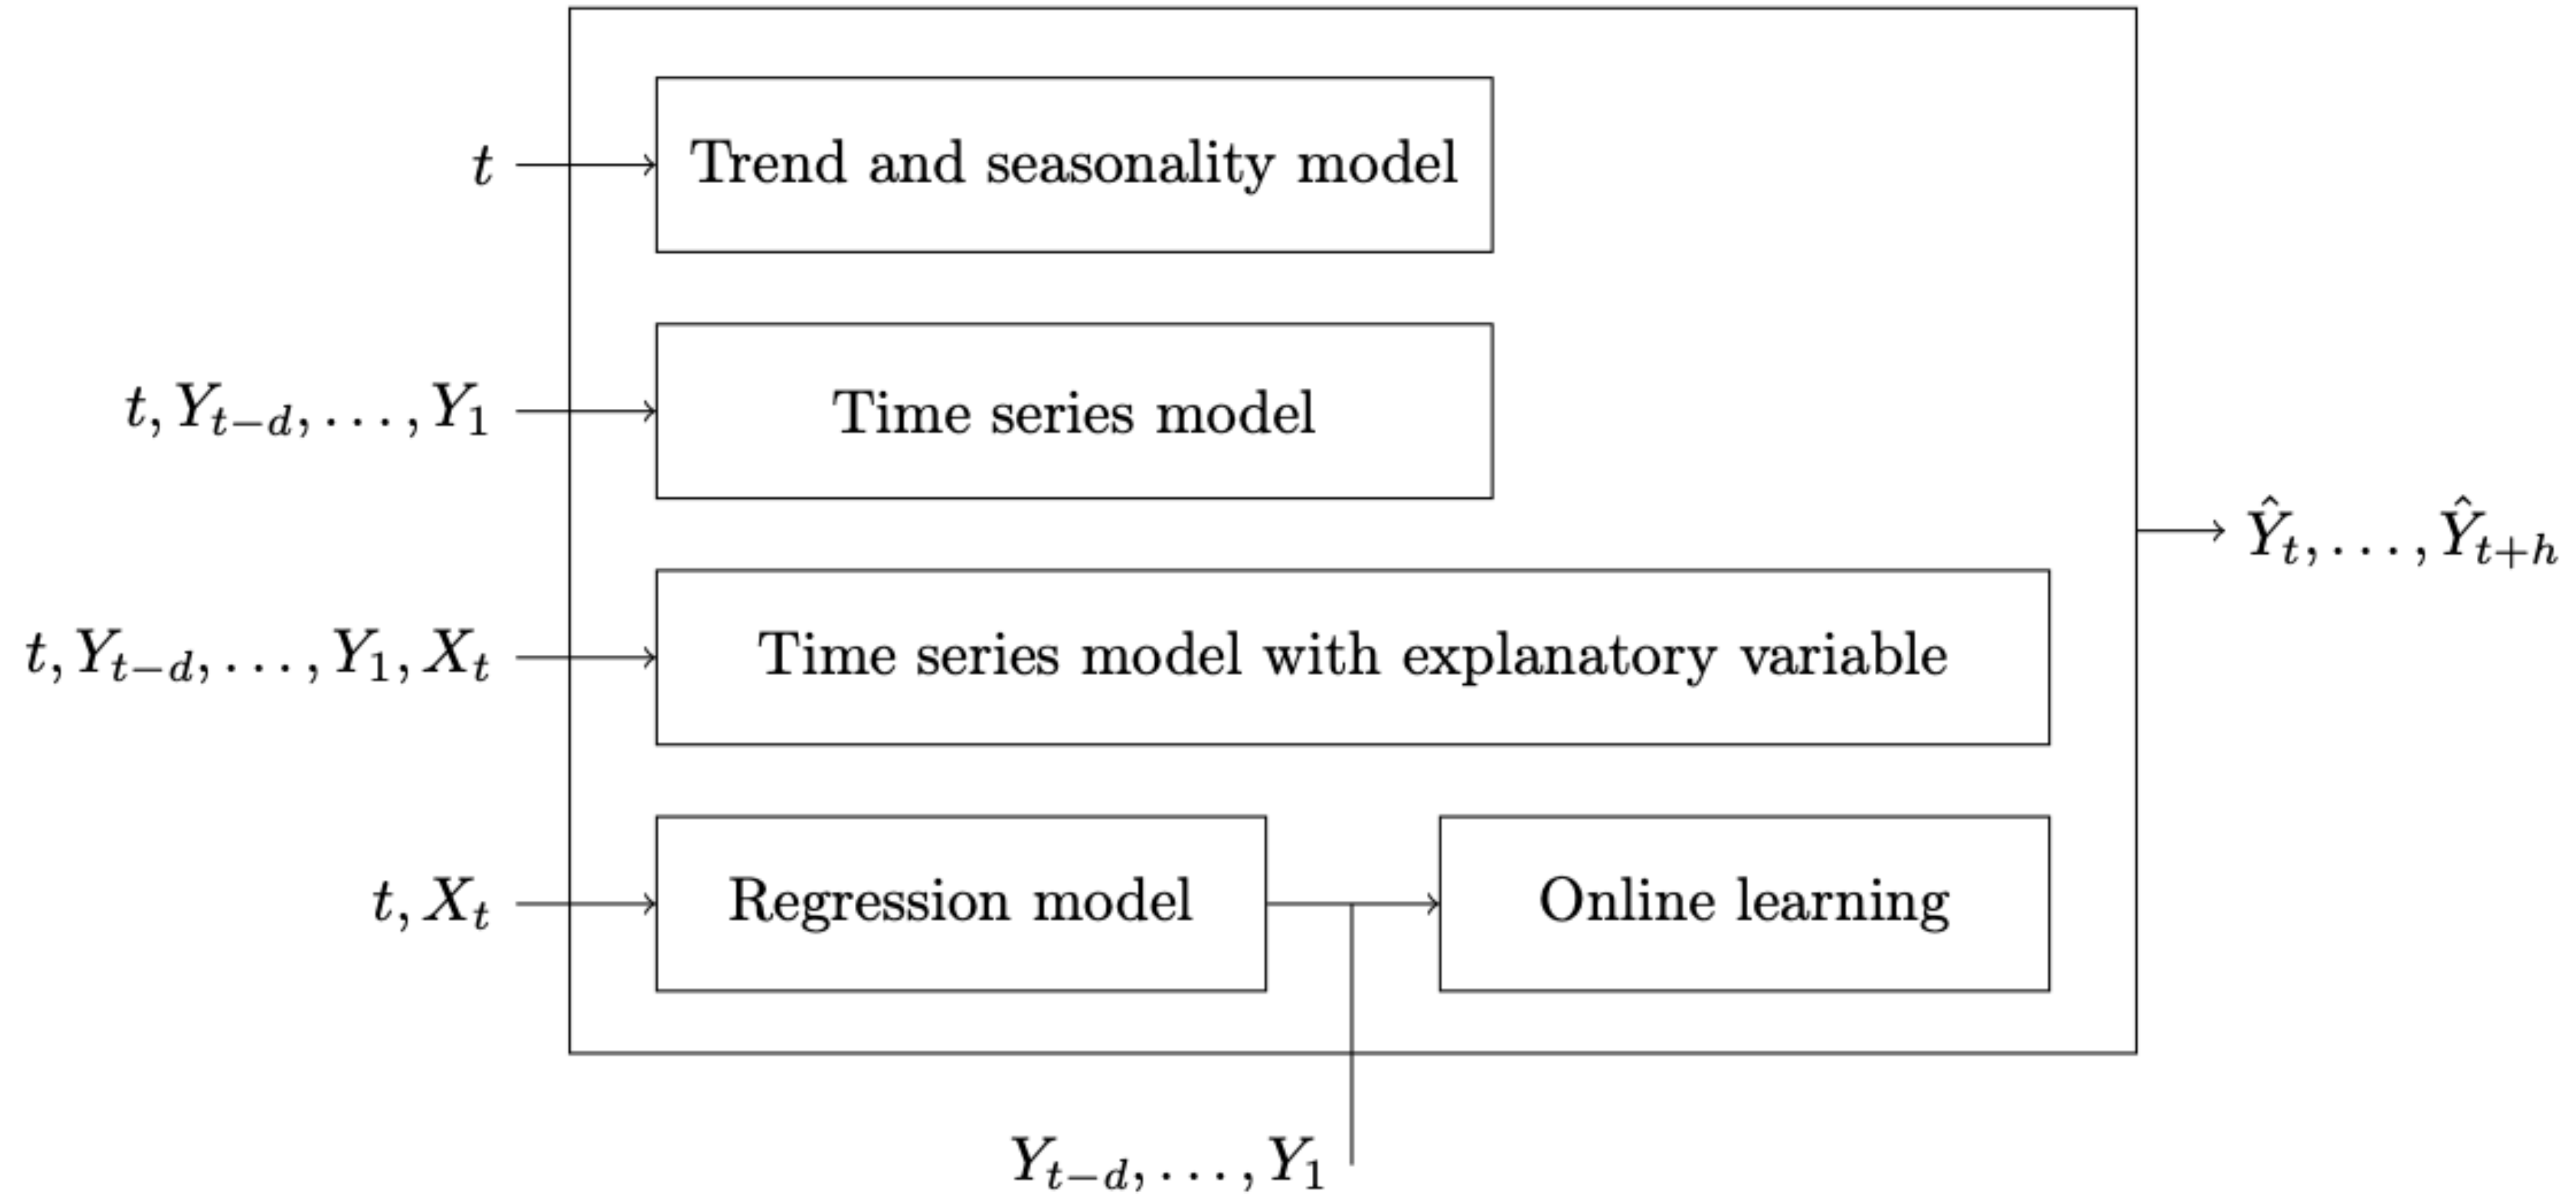 t
Trend and seasonality model
t, Y_{t-d}, ..., Y_1
Time series model
Ŷ_t, ..., Ŷ_{t+h}
t, Y_{t-d}, ..., Y_1, X_t
Time series model with explanatory variable
t, X_t
Regression model
Online learning
Y_{t-d}, ..., Y_1